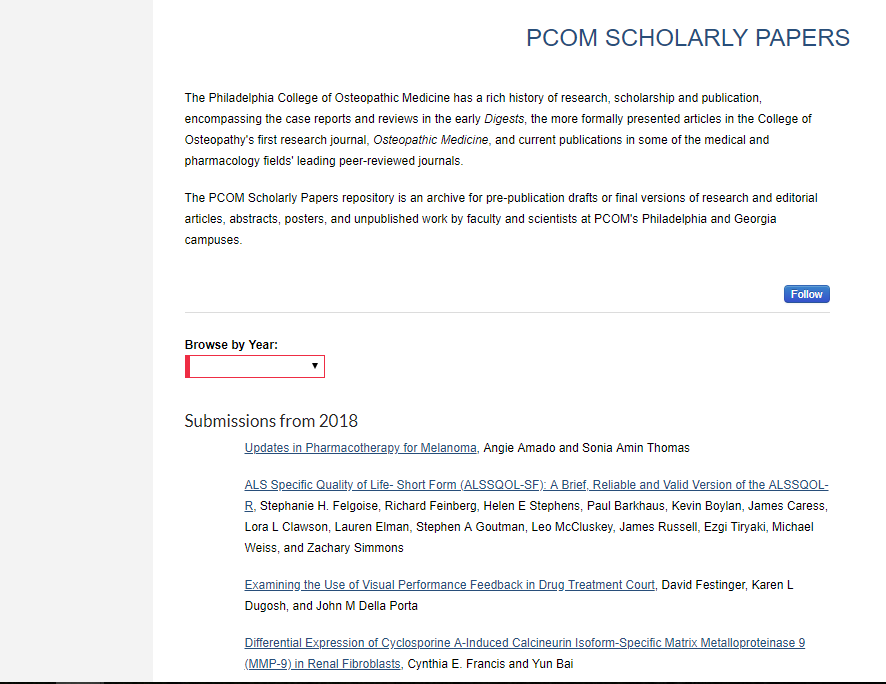 PCOM SCHOLARLY PAPERS
The Philadelphia College of Osteopathic Medicine has a rich history of research, scholarship and publication,
encompassing the case reports and reviews in the early Digests, the more formally presented articles in the College of
Osteopathy's first research journal, Osteopathic Medicine, and current publications in some of the medical and
pharmacology fields' leading peer-reviewed journals.
The PCOM Scholarly Papers repository is an archive for pre-publication drafts or final versions of research and editorial
articles, abstracts, posters, and unpublished work by faculty and scientists at PCOM's Philadelphia and Georgia
campuses.
Follow
Browse by Year:
Submissions from 2018
Updates in Pharmacotherapy for Melanoma, Angie Amado and Sonia Amin Thomas
ALS Specific Quality of Life- Short Form (ALSSQOL-SF): A Brief, Reliable and Valid Version of the ALSSQOL-
R, Stephanie H. Felgoise, Richard Feinberg, Helen E Stephens, Paul Barkhaus, Kevin Boylan, James Caress,
Lora L Clawson, Lauren Elman, Stephen A Goutman, Leo McCluskey, James Russell, Ezgi Tiryaki, Michael
Weiss, and Zachary Simmons
Examining the Use of Visual Performance Feedback in Drug Treatment Court, David Festinger, Karen L
Dugosh, and John M Della Porta
Differential Expression of Cyclosporine A-Induced Calcineurin Isoform-Specific Matrix Metalloproteinase 9
(MMP-9) in Renal Fibroblasts, Cynthia E. Francis and Yun Bai